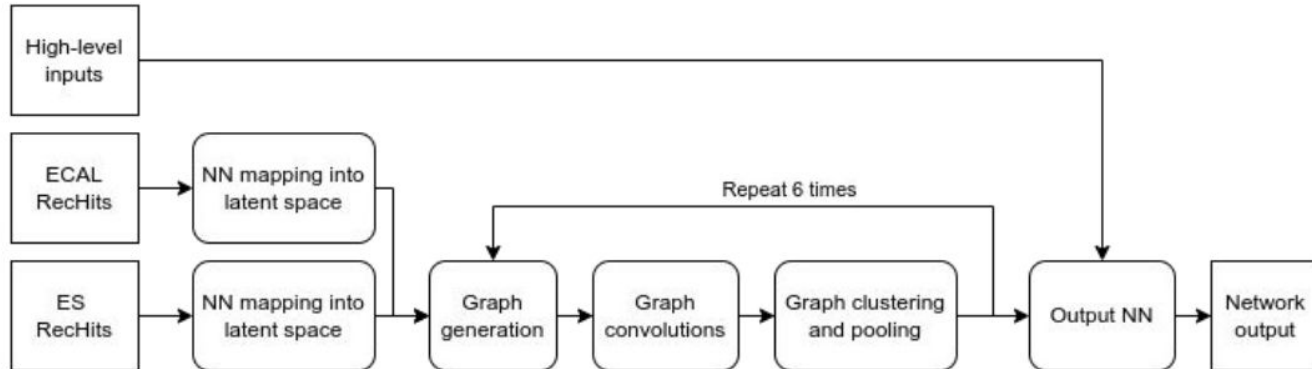 High-level
inputs
ECAL
RecHits
NN mapping into
latent space
Repeat 6 times
ES
RecHits
NN mapping into
latent space
Graph
generation
Graph
convolutions
Graph clustering
and pooling
Output NN
Network
output